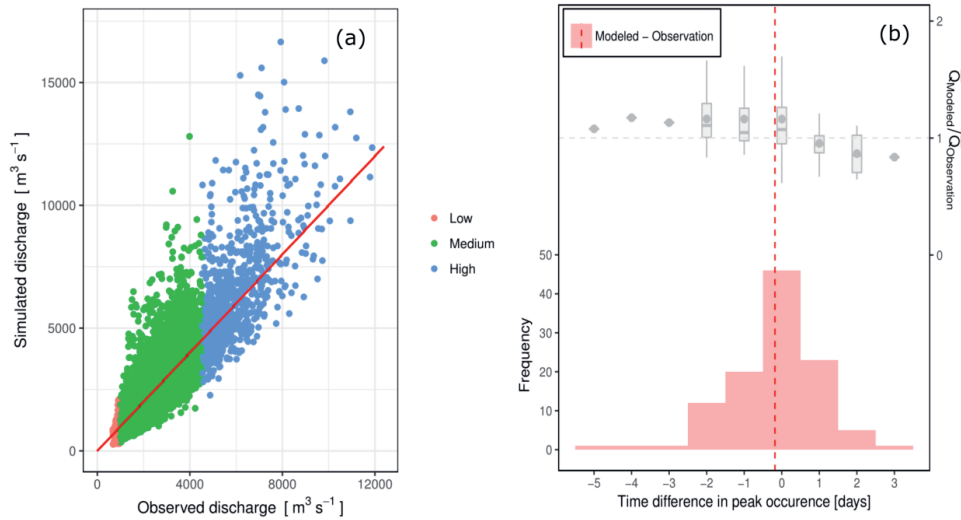 (a)
15000
10000
5000
0
Simulated discharge [ m³ s⁻¹ ]
0 4000 8000 12000
Observed discharge [ m³ s⁻¹ ]
Low
Medium
High
Modeled − Observation
(b)
2
1
0
Q_Modeled/Q_Observation
50
40
30
20
10
0
Frequency
−5 −4 −3 −2 −1 0 1 2 3
Time difference in peak occurence [days]